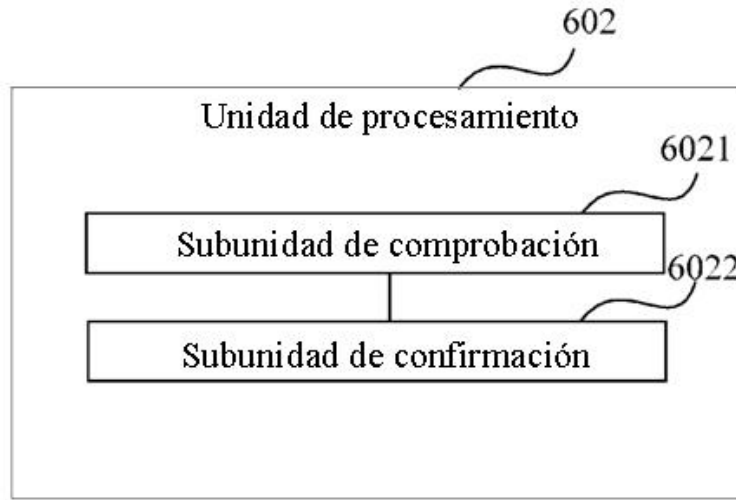 602
Unidad de procesamiento
6021
Subunidad de comprobación
6022
Subunidad de confirmación